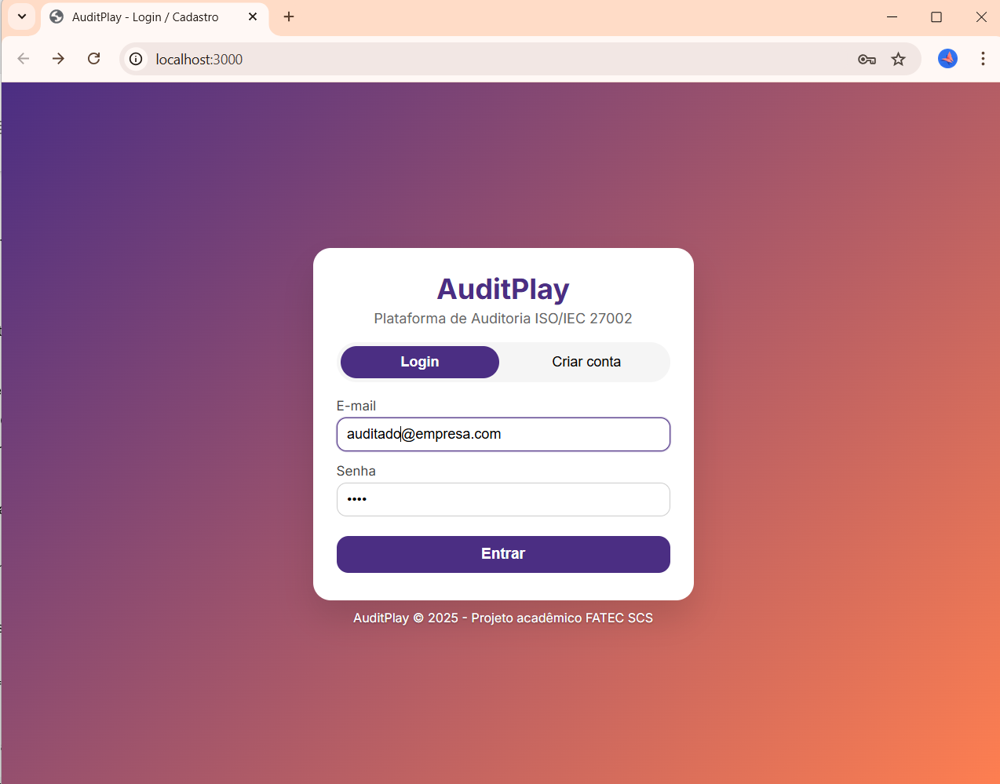 AuditPlay - Login / Cadastro
localhost:3000
AuditPlay
Plataforma de Auditoria ISO/IEC 27002
Login
Criar conta
E-mail
auditado@empresa.com
Senha
••••
Entrar
AuditPlay © 2025 - Projeto acadêmico FATEC SCS